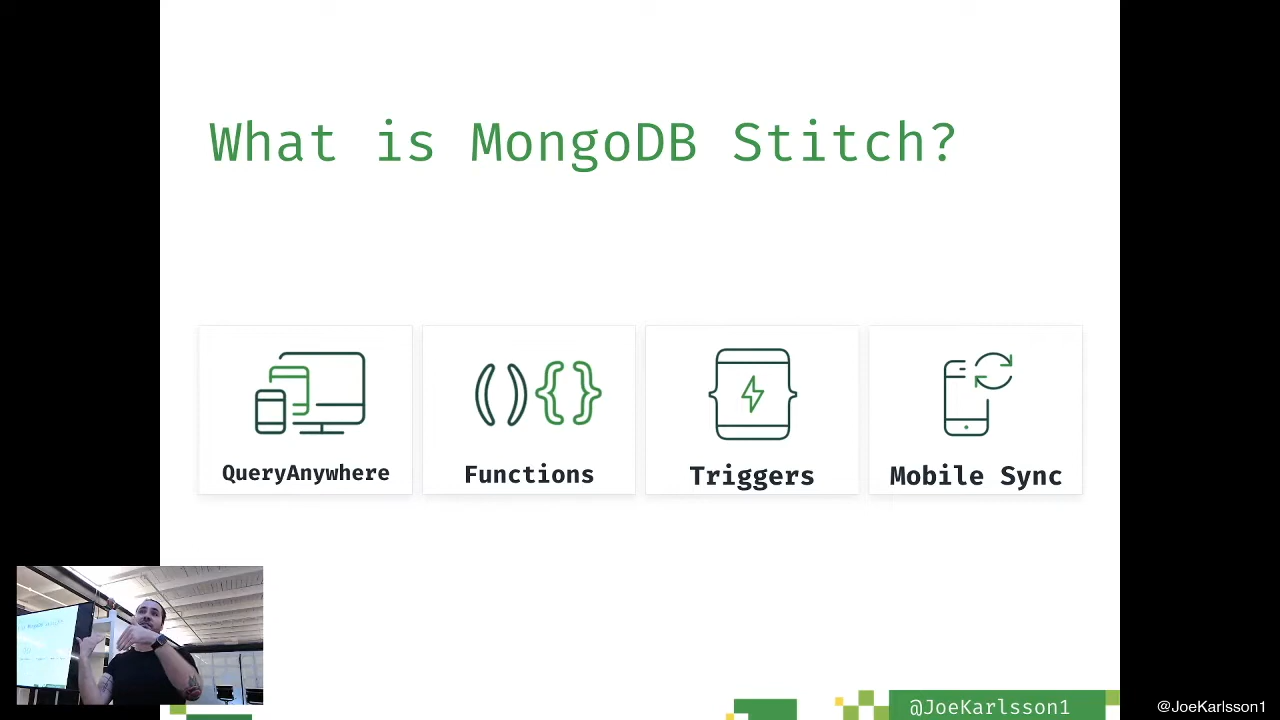 What is MongoDB Stitch?
QueryAnywhere
Functions
Triggers
Mobile Sync
@JoeKarlsson1
@JoeKarlsson1